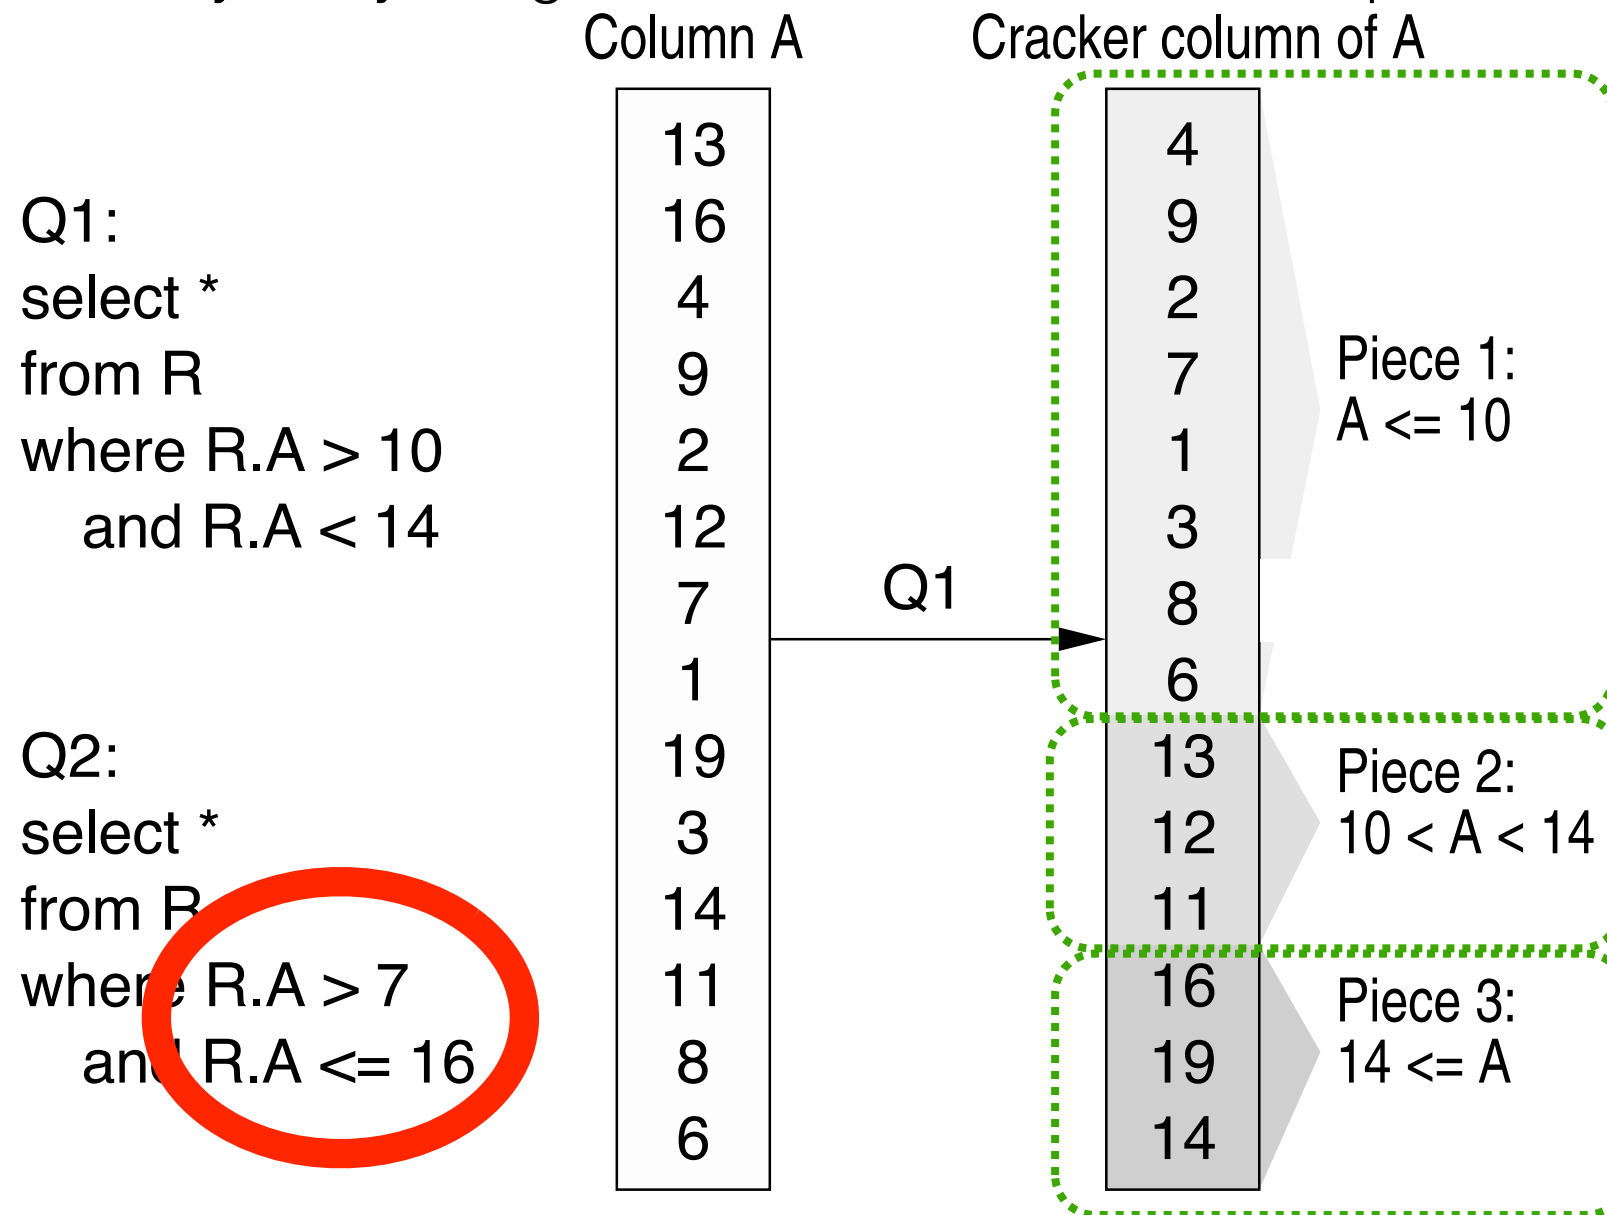 Column A
Cracker column of A
Q1:
select *
from R
where R.A > 10
and R.A < 14
Q2:
select *
from R
where R.A > 7
and R.A <= 16
13
16
4
9
2
12
7
1
19
3
14
11
8
6
Q1
4
9
2
7
1
3
8
6
13
12
11
16
19
14
Piece 1:
A <= 10
Piece 2:
10 < A < 14
Piece 3:
14 <= A